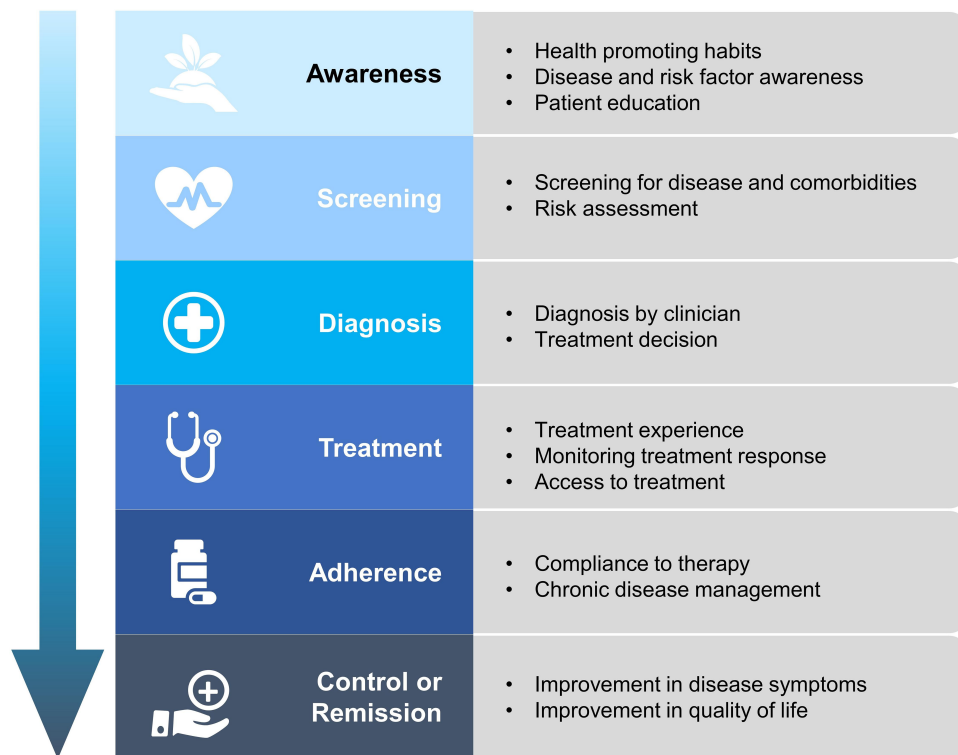 Awareness
• Health promoting habits
• Disease and risk factor awareness
• Patient education
Screening
• Screening for disease and comorbidities
• Risk assessment
Diagnosis
• Diagnosis by clinician
• Treatment decision
Treatment
• Treatment experience
• Monitoring treatment response
• Access to treatment
Adherence
• Compliance to therapy
• Chronic disease management
Control or
Remission
• Improvement in disease symptoms
• Improvement in quality of life